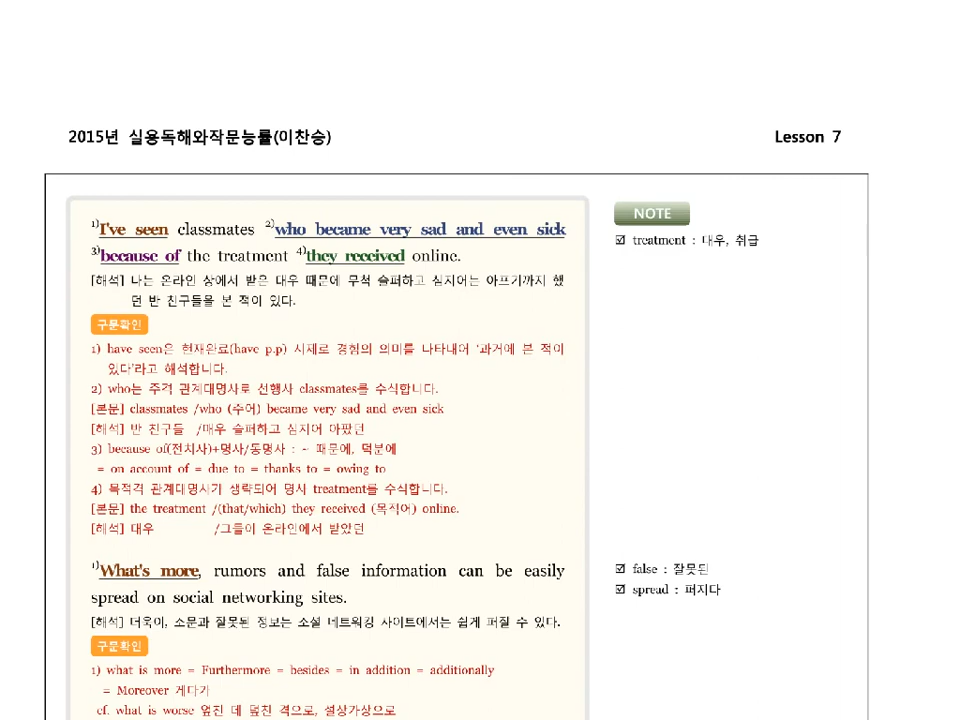 2015년 실용독해와작문능률(이찬승)
Lesson 7
1)I've seen classmates 2)who became very sad and even sick
3)because of the treatment 4)they received online.
[해석] 나는 온라인 상에서 받은 대우 때문에 무척 슬퍼하고 심지어는 아프기까지 했
던 반 친구들을 본 적이 있다.
구문확인
1) have seen은 현재완료(have p.p) 시제로 경험의 의미를 나타내어 '과거에 본 적이
있다'라고 해석합니다.
2) who는 주격 관계대명사로 선행사 classmates를 수식합니다.
[본문] classmates /who (주어) became very sad and even sick
[해석] 반 친구들 /매우 슬퍼하고 심지어 아팠던
3) because of(전치사)+명사/동명사 : ~ 때문에, 덕분에
= on account of = due to = thanks to = owing to
4) 목적격 관계대명사가 생략되어 명사 treatment를 수식합니다.
[본문] the treatment /(that/which) they received (목적어) online.
[해석] 대우 /그들이 온라인에서 받았던
1)What's more, rumors and false information can be easily
spread on social networking sites.
[해석] 더욱이, 소문과 잘못된 정보는 소셜 네트워킹 사이트에서는 쉽게 퍼질 수 있다.
구문확인
1) what is more = Furthermore = besides = in addition = additionally
= Moreover 게다가
cf. what is worse 엎친 데 덮친 격으로, 설상가상으로
NOTE
☑ treatment : 대우, 취급
☑ false : 잘못된
☑ spread : 퍼지다